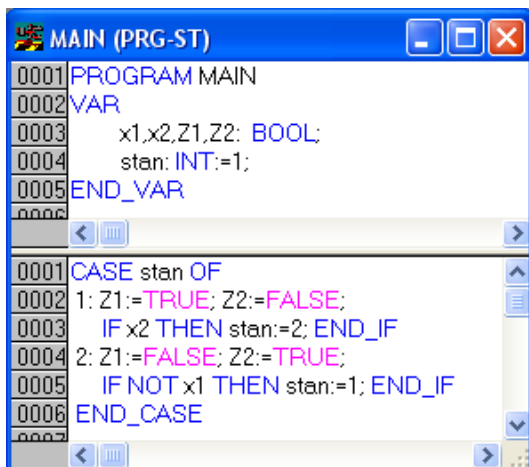 MAIN (PRG-ST)
0001 PROGRAM MAIN
0002 VAR
0003 x1,x2,Z1,Z2: BOOL;
0004 stan: INT:=1;
0005 END_VAR
0006
0001 CASE stan OF
0002 1: Z1:=TRUE; Z2:=FALSE;
0003 IF x2 THEN stan:=2; END_IF
0004 2: Z1:=FALSE; Z2:=TRUE;
0005 IF NOT x1 THEN stan:=1; END_IF
0006 END_CASE
0007